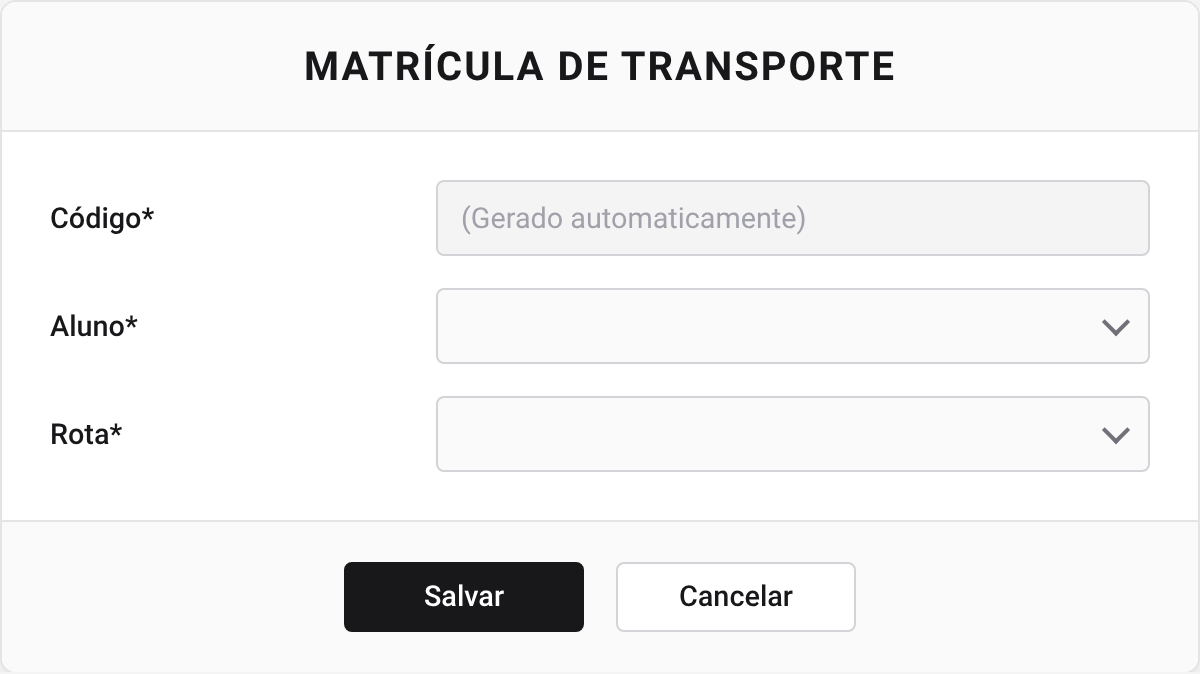 MATRÍCULA DE TRANSPORTE
Código* (Gerado automaticamente)
Aluno*
Rota*
Salvar Cancelar